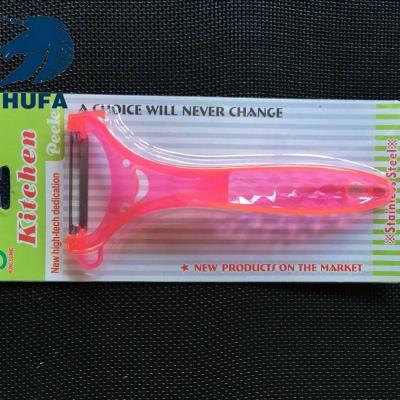 HUFA
A CHOICE WILL NEVER CHANGE
Kitchen
Peeler
New high-tech dedication
※Stainless Steel※
★ NEW PRODUCTS ON THE MARKET